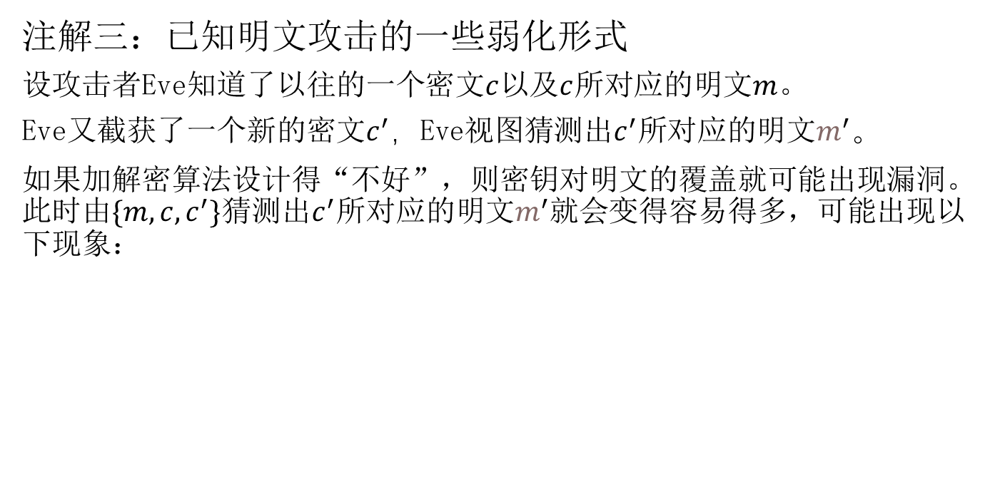 注解三：已知明文攻击的一些弱化形式
设攻击者Eve知道了以往的一个密文c以及c所对应的明文m。
Eve又截获了一个新的密文c′，Eve视图猜测出c′所对应的明文m′。
如果加解密算法设计得“不好”，则密钥对明文的覆盖就可能出现漏洞。
此时由{m, c, c′}猜测出c′所对应的明文m′就会变得容易得多，可能出现以
下现象：